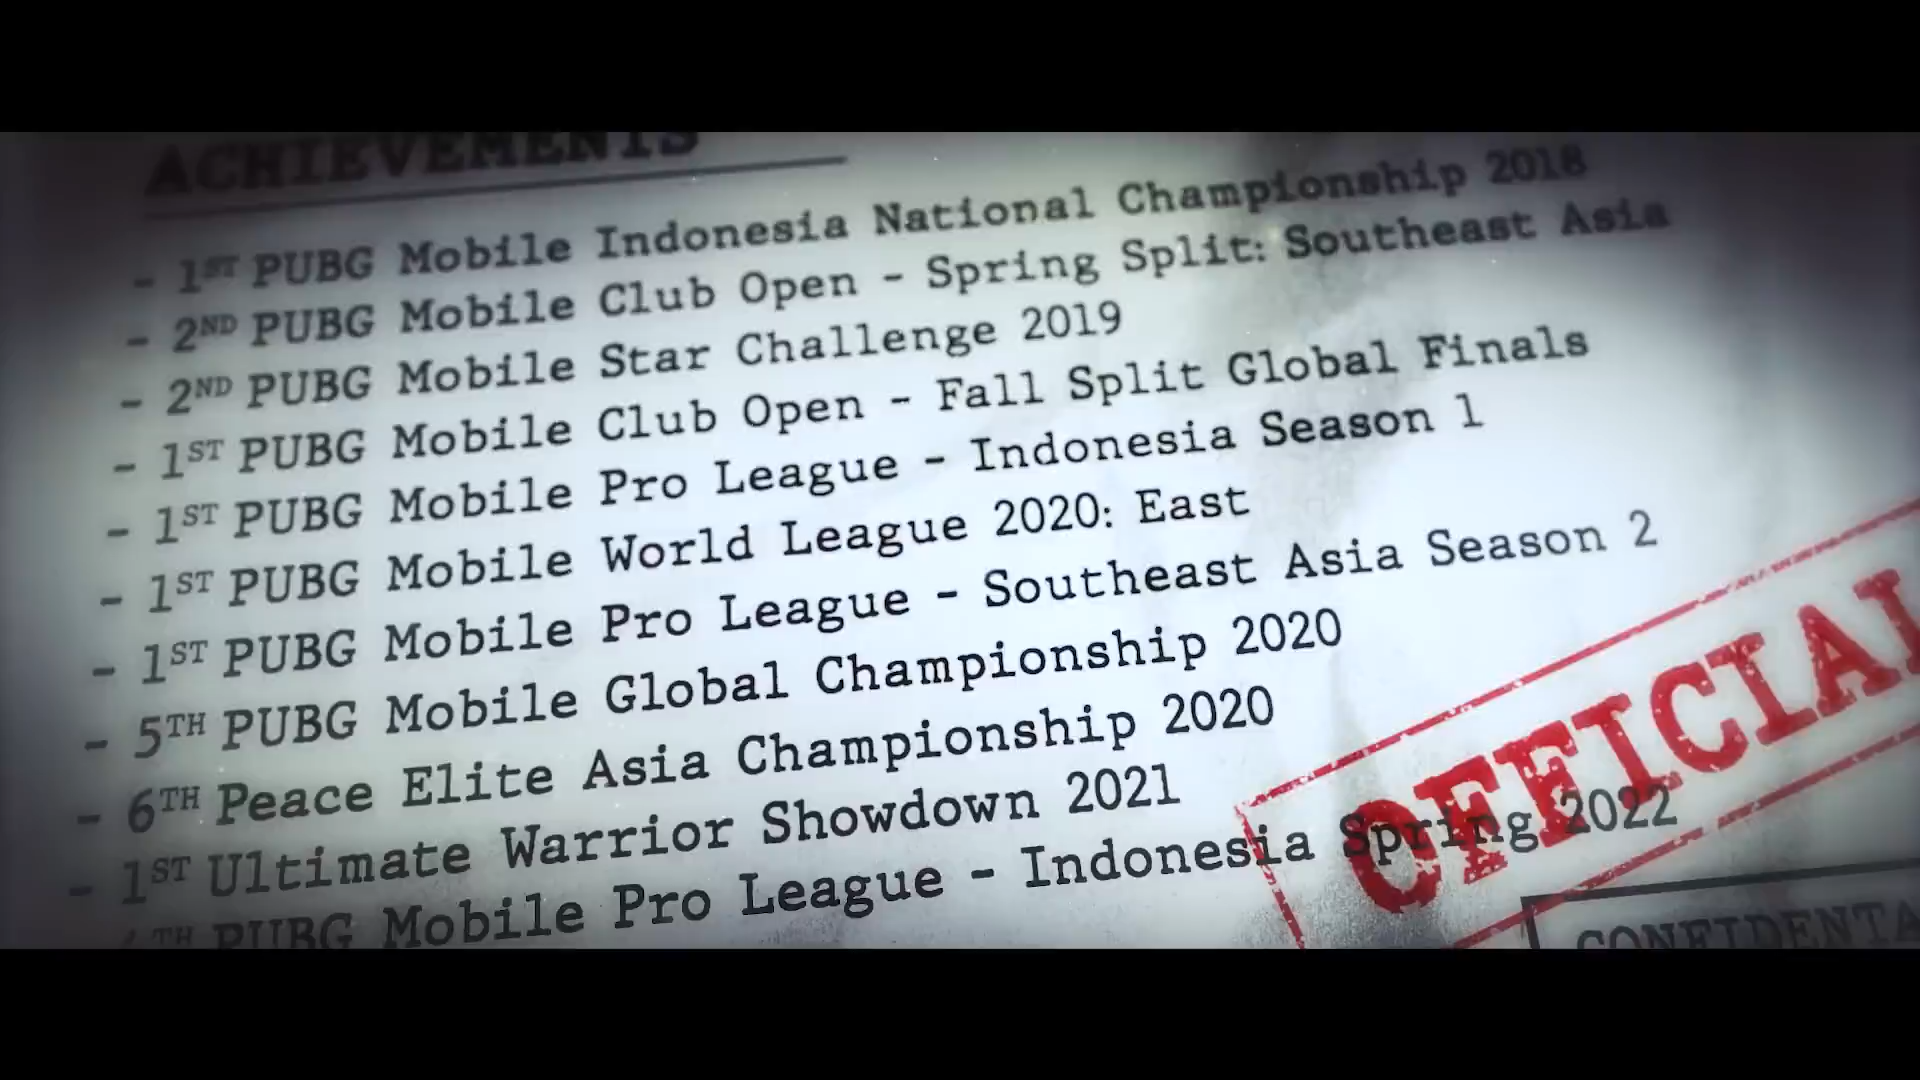 ACHIEVEMENTS
- 1ST PUBG Mobile Indonesia National Championship 2018
- 2ND PUBG Mobile Club Open - Spring Split: Southeast Asia
- 2ND PUBG Mobile Star Challenge 2019
- 1ST PUBG Mobile Club Open - Fall Split Global Finals
- 1ST PUBG Mobile Pro League - Indonesia Season 1
- 1ST PUBG Mobile World League 2020: East
- 1ST PUBG Mobile Pro League - Southeast Asia Season 2
- 5TH PUBG Mobile Global Championship 2020
- 6TH Peace Elite Asia Championship 2020
- 1ST Ultimate Warrior Showdown 2021
PUBG Mobile Pro League - Indonesia Spring 2022
OFFICIAL
CONFIDENTA